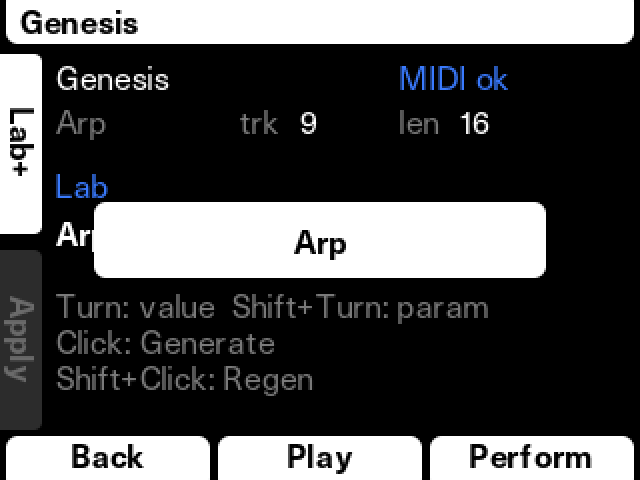 Genesis
Lab+
Genesis MIDI ok
Arp trk 9 len 16
Lab
Arp
Apply
Turn: value Shift+Turn: param
Click: Generate
Shift+Click: Regen
Back Play Perform